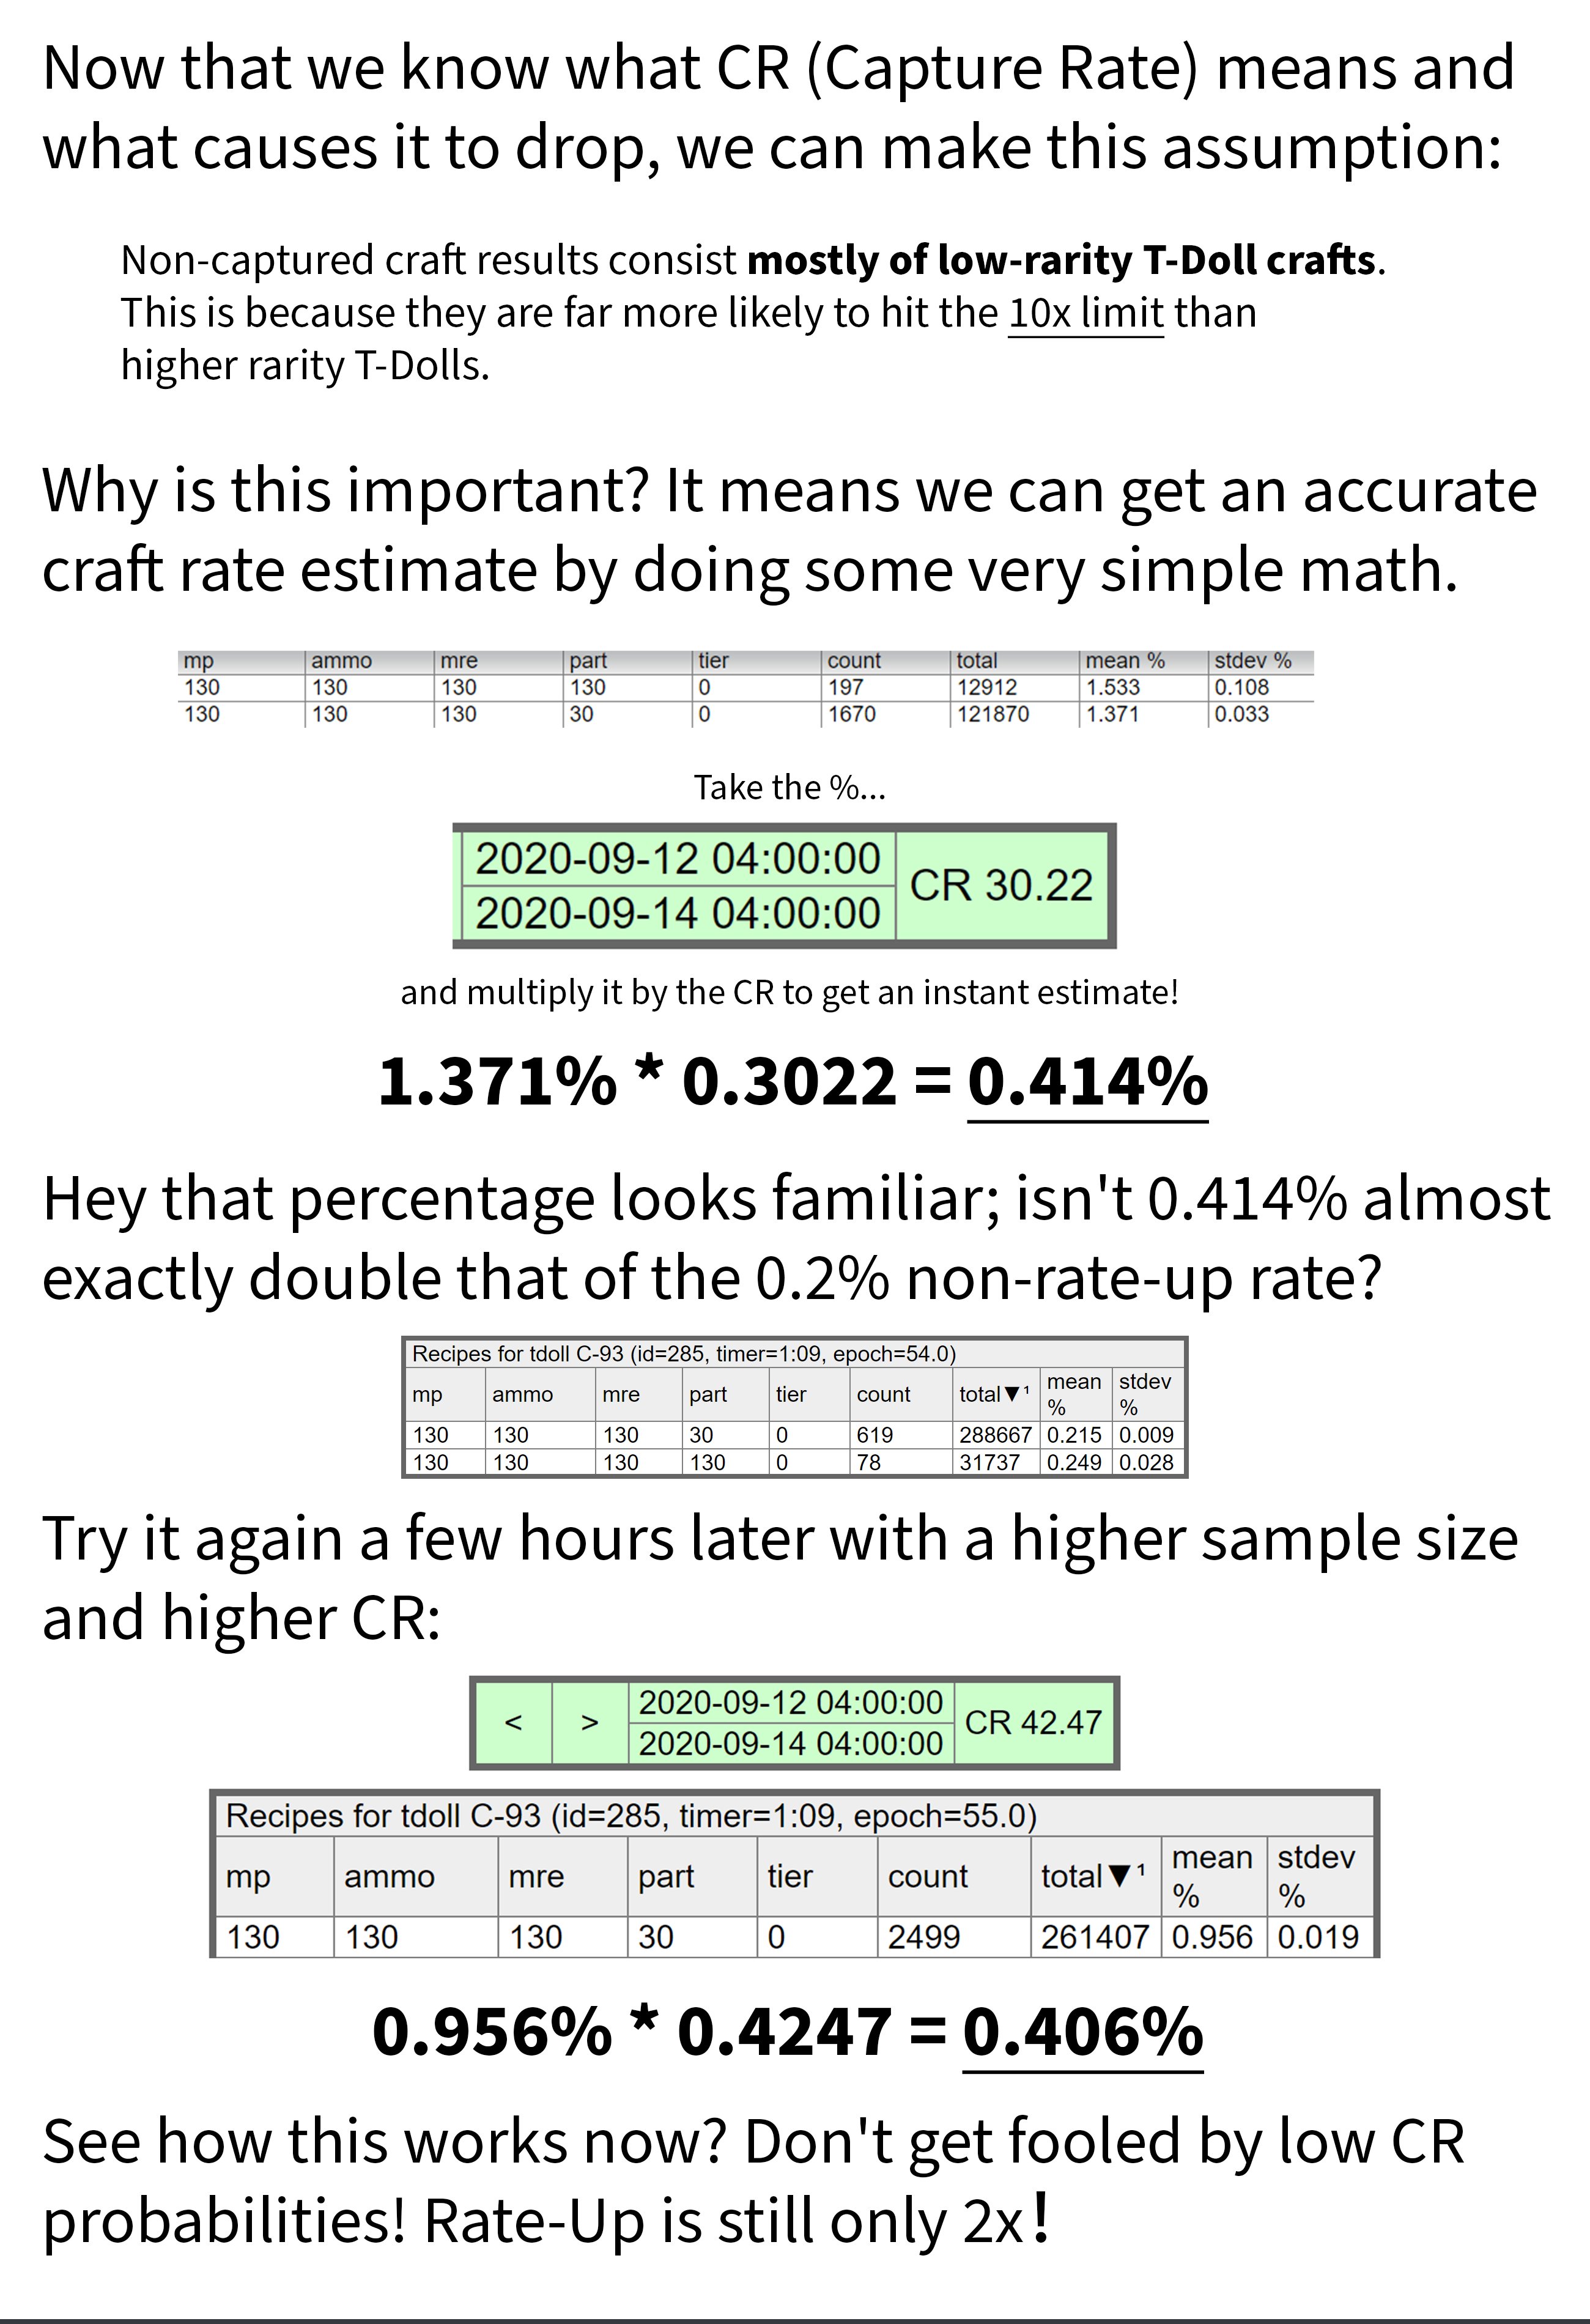 Now that we know what CR (Capture Rate) means and
what causes it to drop, we can make this assumption:
Non-captured craft results consist mostly of low-rarity T-Doll crafts.
This is because they are far more likely to hit the 10x limit than
higher rarity T-Dolls.
Why is this important? It means we can get an accurate
craft rate estimate by doing some very simple math.
mp ammo mre part tier count total mean % stdev %
130 130 130 130 0 197 12912 1.533 0.108
130 130 130 30 0 1670 121870 1.371 0.033
Take the %...
2020-09-12 04:00:00
2020-09-14 04:00:00
CR 30.22
and multiply it by the CR to get an instant estimate!
1.371% * 0.3022 = 0.414%
Hey that percentage looks familiar; isn't 0.414% almost
exactly double that of the 0.2% non-rate-up rate?
Recipes for tdoll C-93 (id=285, timer=1:09, epoch=54.0)
mp ammo mre part tier count total▼¹ mean % stdev %
130 130 130 30 0 619 288667 0.215 0.009
130 130 130 130 0 78 31737 0.249 0.028
Try it again a few hours later with a higher sample size
and higher CR:
< > 2020-09-12 04:00:00
2020-09-14 04:00:00
CR 42.47
Recipes for tdoll C-93 (id=285, timer=1:09, epoch=55.0)
mp ammo mre part tier count total▼¹ mean % stdev %
130 130 130 30 0 2499 261407 0.956 0.019
0.956% * 0.4247 = 0.406%
See how this works now? Don't get fooled by low CR
probabilities! Rate-Up is still only 2x!